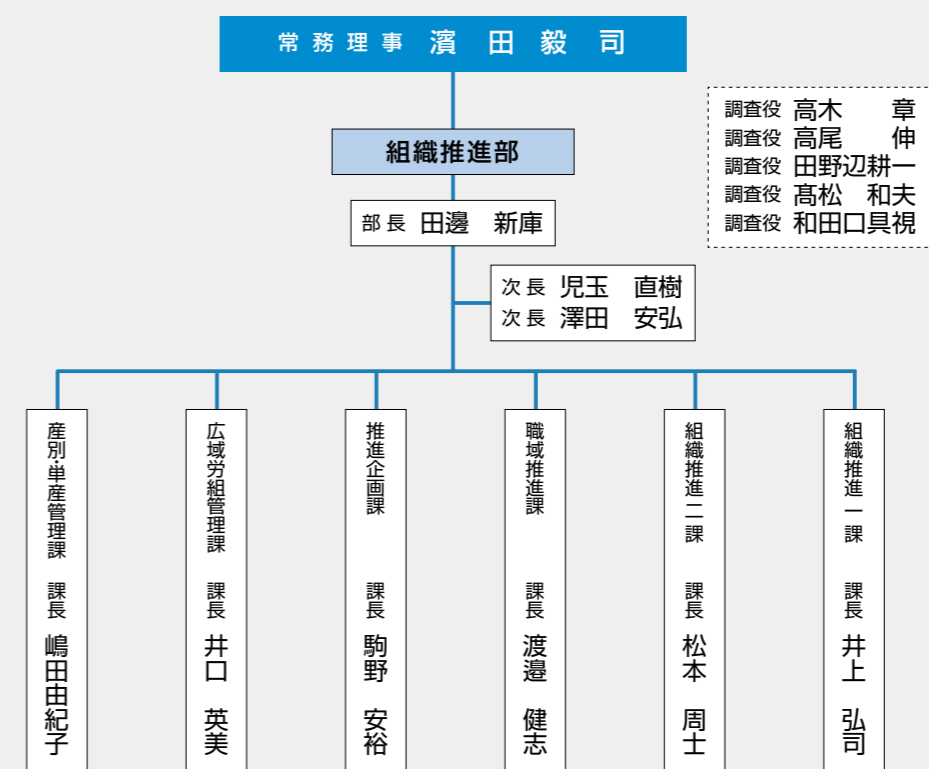 常務理事 濱田毅司
組織推進部
部長 田邊 新庫
調査役 高木 章
調査役 高尾 伸
調査役 田野辺耕一
調査役 髙松 和夫
調査役 和田口具視
次長 児玉 直樹
次長 澤田 安弘
組織推進一課 課長 井上 弘司
組織推進二課 課長 松本 周士
職域推進課 課長 渡邉 健志
推進企画課 課長 駒野 安裕
広域労組管理課 課長 井口 英美
産別・単産管理課 課長 嶋田由紀子